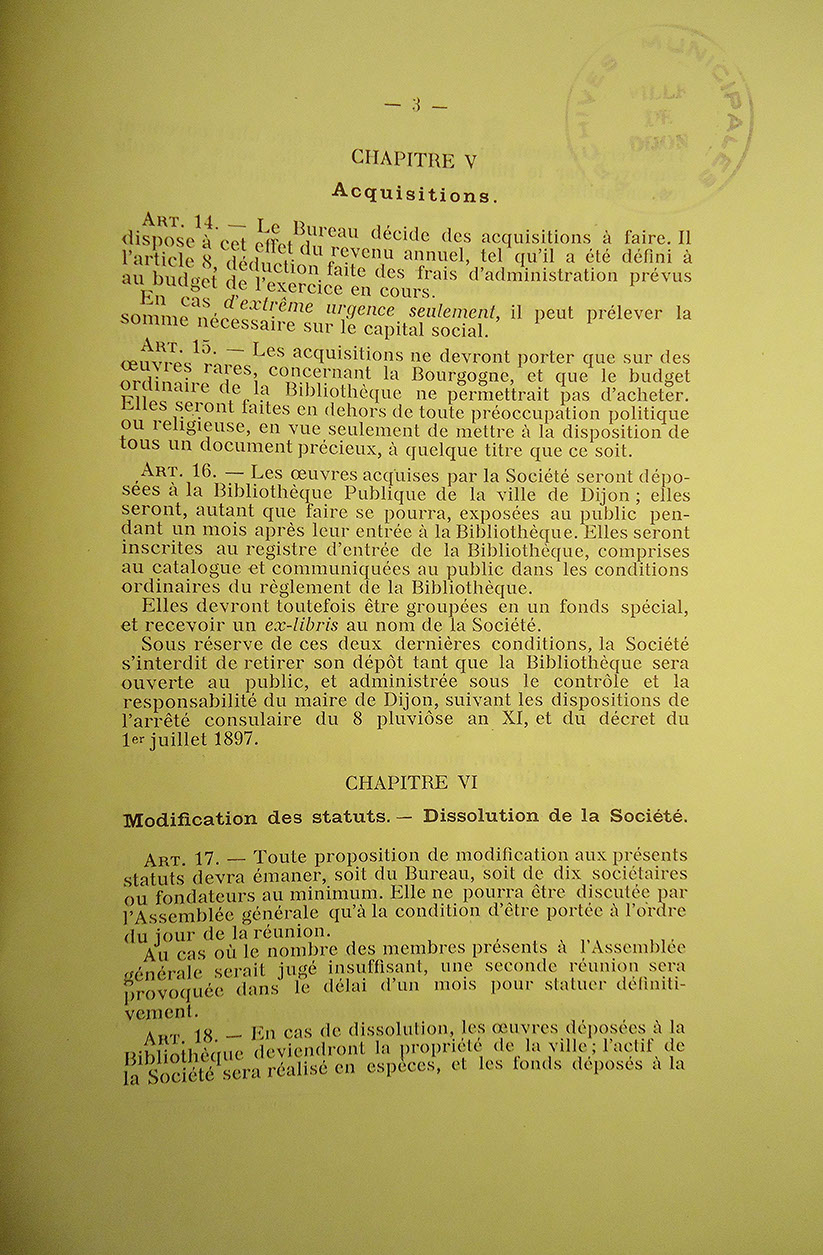 — 3 —
ARCHIVES MUNICIPALES
VILLE
DE
DIJON
CHAPITRE V
Acquisitions.
ART. 14. — Le Bureau décide des acquisitions à faire. Il
dispose à cet effet du revenu annuel, tel qu'il a été défini à
l'article 8, déduction faite des frais d'administration prévus
au budget de l'exercice en cours.
En cas d'extrême urgence seulement, il peut prélever la
somme nécessaire sur le capital social.
ART. 15. — Les acquisitions ne devront porter que sur des
œuvres rares, concernant la Bourgogne, et que le budget
ordinaire de la Bibliothèque ne permettrait pas d'acheter.
Elles seront faites en dehors de toute préoccupation politique
ou religieuse, en vue seulement de mettre à la disposition de
tous un document précieux, à quelque titre que ce soit.
ART. 16. — Les œuvres acquises par la Société seront dépo-
sées à la Bibliothèque Publique de la ville de Dijon ; elles
seront, autant que faire se pourra, exposées au public pen-
dant un mois après leur entrée à la Bibliothèque. Elles seront
inscrites au registre d'entrée de la Bibliothèque, comprises
au catalogue et communiquées au public dans les conditions
ordinaires du règlement de la Bibliothèque.
Elles devront toutefois être groupées en un fonds spécial,
et recevoir un ex-libris au nom de la Société.
Sous réserve de ces deux dernières conditions, la Société
s'interdit de retirer son dépôt tant que la Bibliothèque sera
ouverte au public, et administrée sous le contrôle et la
responsabilité du maire de Dijon, suivant les dispositions de
l'arrêté consulaire du 8 pluviôse an XI, et du décret du
1er juillet 1897.
CHAPITRE VI
Modification des statuts. — Dissolution de la Société.
ART. 17. — Toute proposition de modification aux présents
statuts devra émaner, soit du Bureau, soit de dix sociétaires
ou fondateurs au minimum. Elle ne pourra être discutée par
l'Assemblée générale qu'à la condition d'être portée à l'ordre
du jour de la réunion.
Au cas où le nombre des membres présents à l'Assemblée
générale serait jugé insuffisant, une seconde réunion sera
provoquée dans le délai d'un mois pour statuer définiti-
vement.
ART. 18. — En cas de dissolution, les œuvres déposées à la
Bibliothèque deviendront la propriété de la ville ; l'actif de
la Société sera réalisé en espèces, et les fonds déposés à la